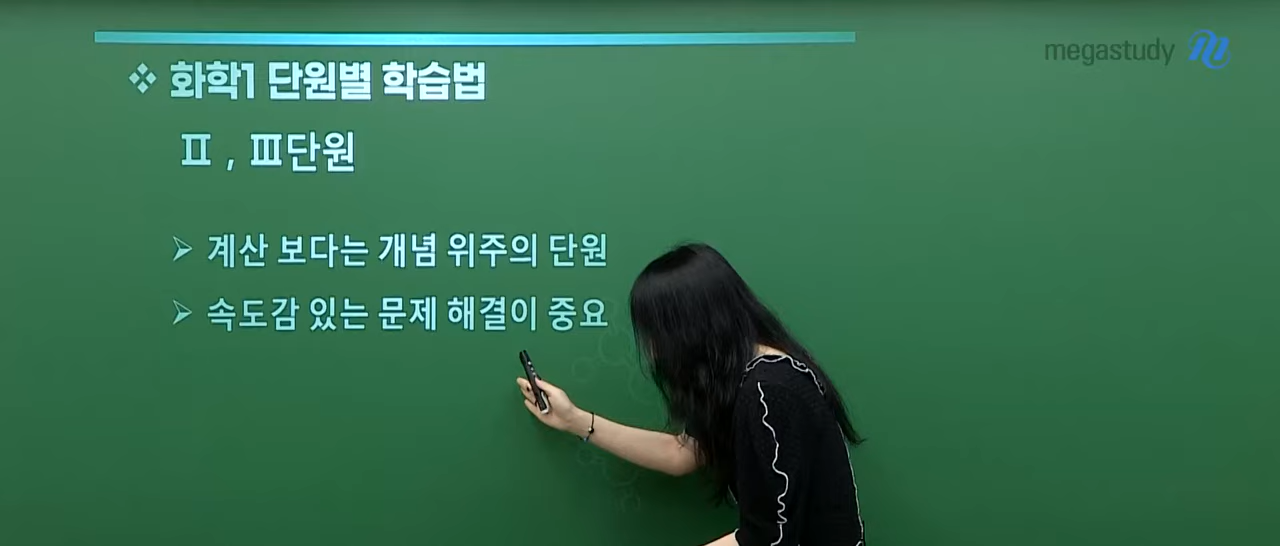 megastudy
❖ 화학1 단원별 학습법
Ⅱ , Ⅲ단원
➢ 계산 보다는 개념 위주의 단원
➢ 속도감 있는 문제 해결이 중요